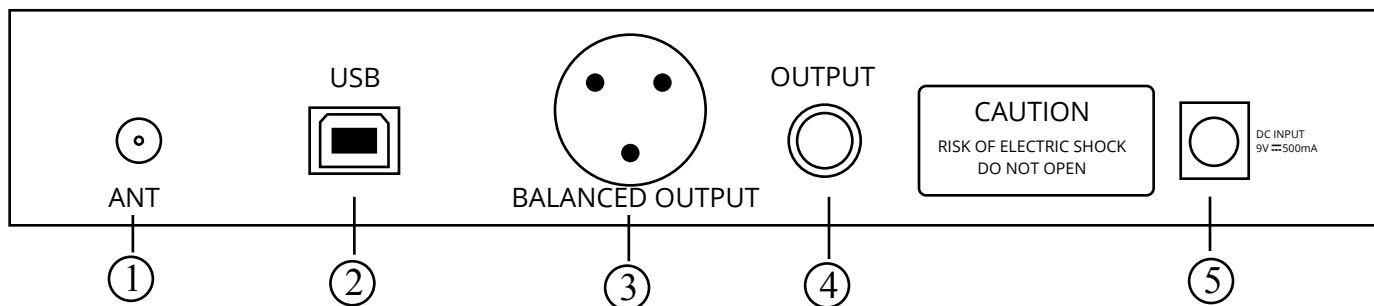 USB
OUTPUT
CAUTION
RISK OF ELECTRIC SHOCK
DO NOT OPEN
DC INPUT
9V ⎓500mA
ANT
BALANCED OUTPUT
1
2
3
4
5